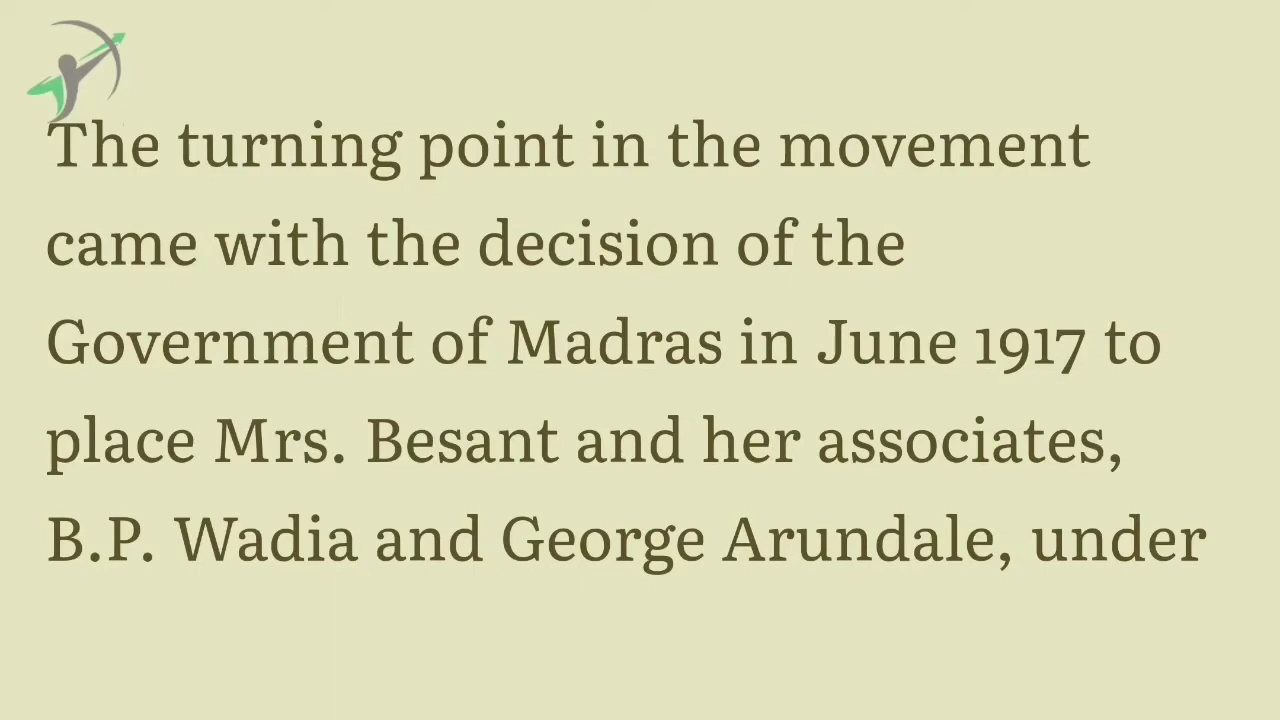 The turning point in the movement
came with the decision of the
Government of Madras in June 1917 to
place Mrs. Besant and her associates,
B.P. Wadia and George Arundale, under